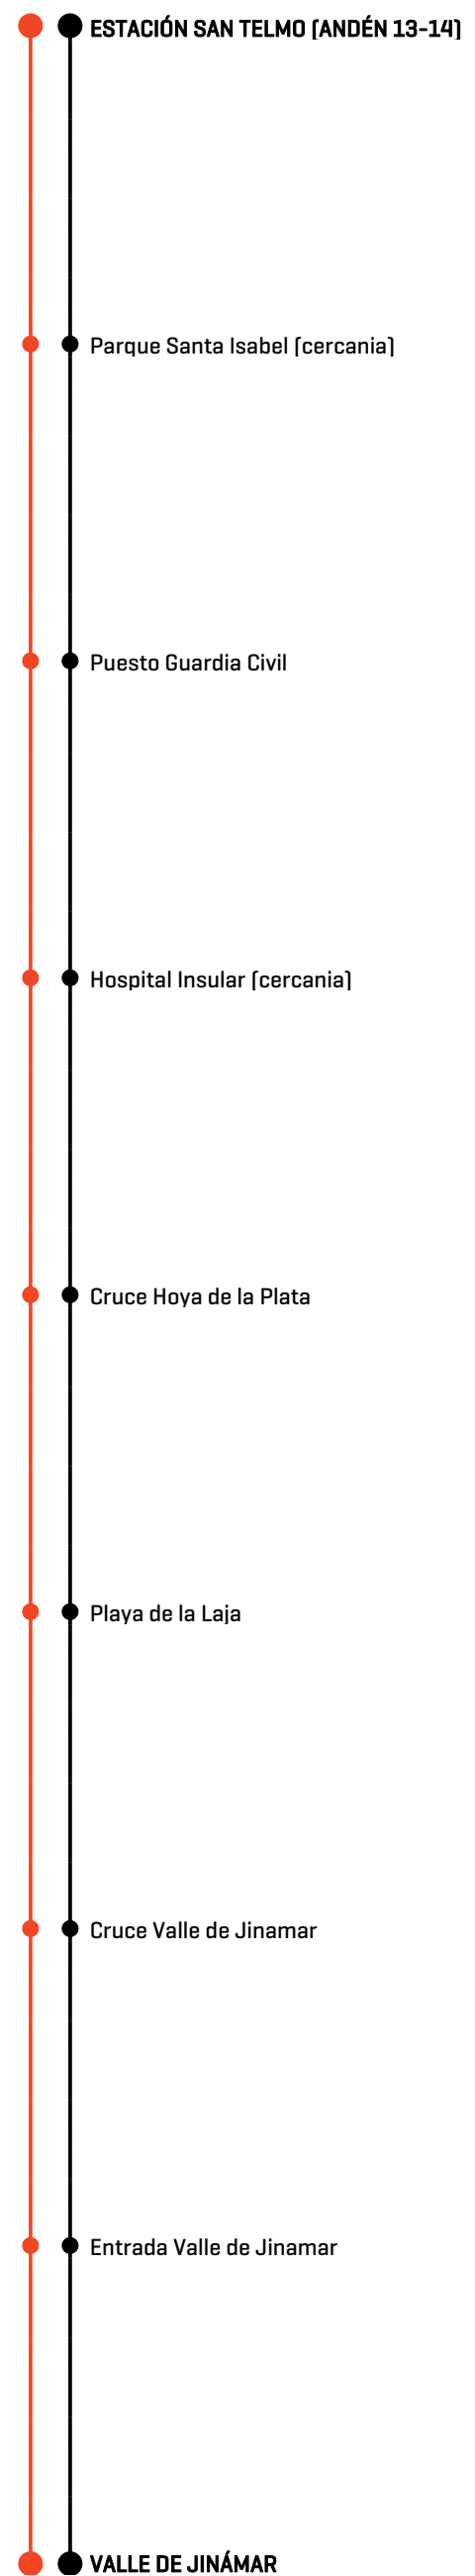 ESTACIÓN SAN TELMO (ANDÉN 13-14)
Parque Santa Isabel (cercania)
Puesto Guardia Civil
Hospital Insular (cercania)
Cruce Hoya de la Plata
Playa de la Laja
Cruce Valle de Jinamar
Entrada Valle de Jinamar
VALLE DE JINÁMAR